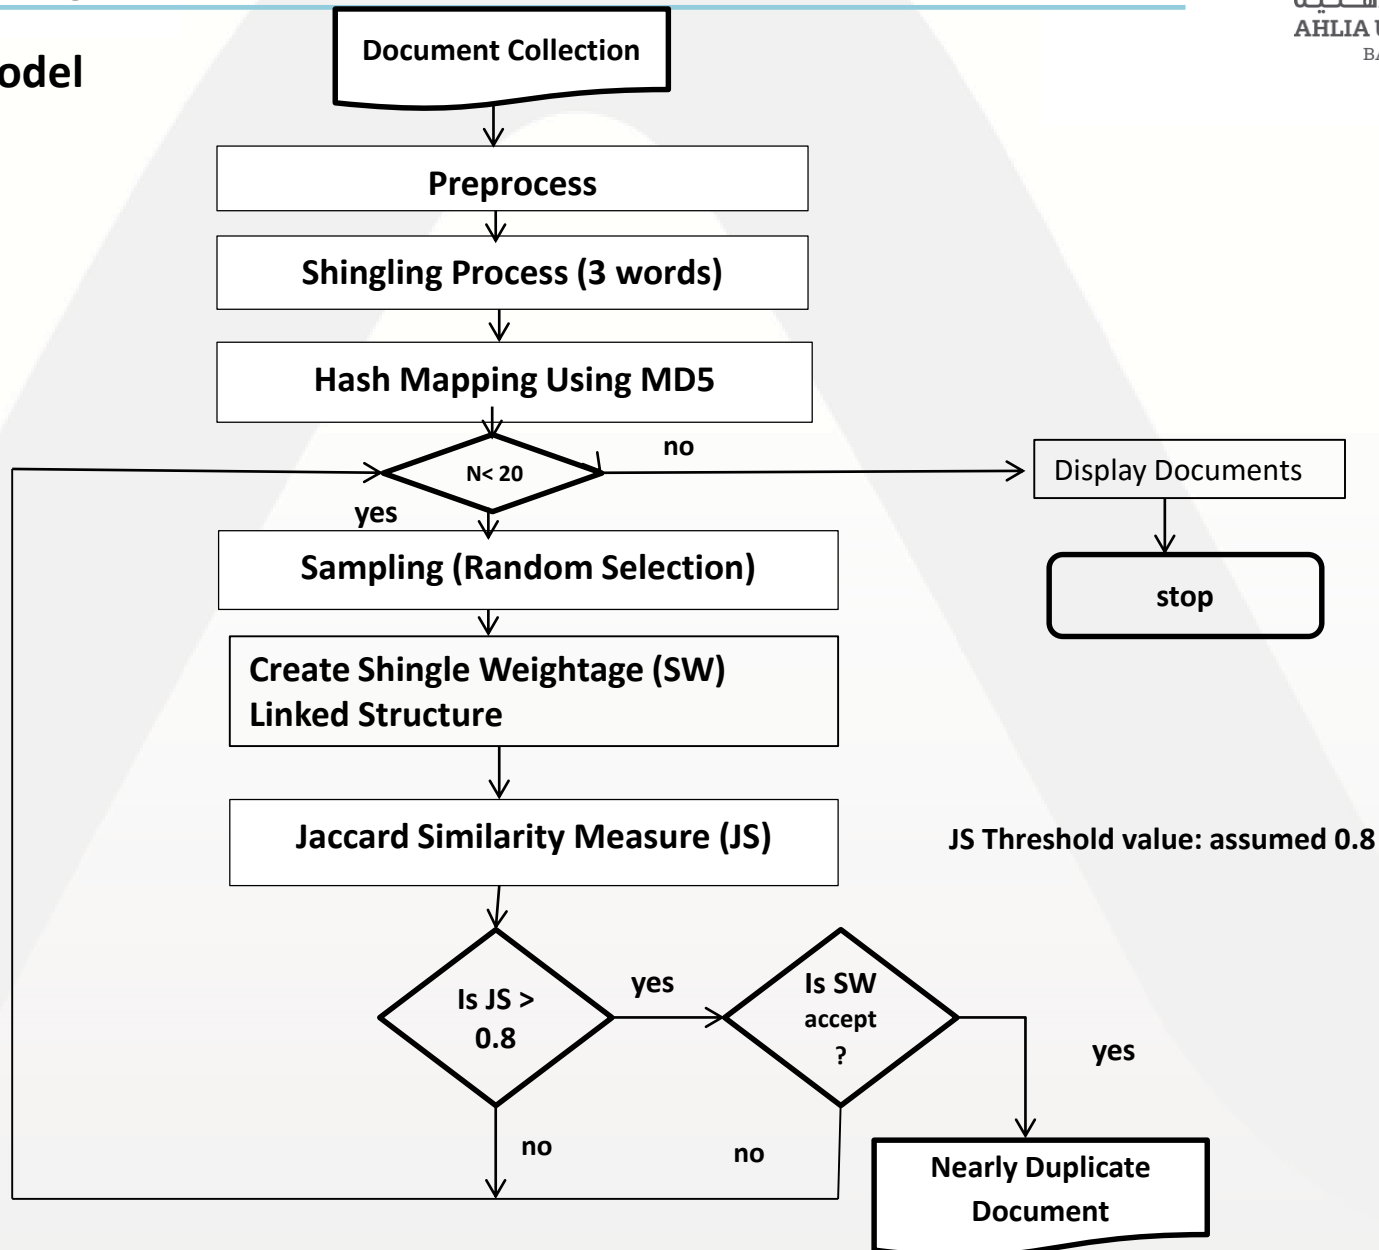 AHLIA
odel
Document Collection
Preprocess
Shingling Process (3 words)
Hash Mapping Using MD5
N< 20
no
Display Documents
yes
stop
Sampling (Random Selection)
Create Shingle Weightage (SW)
Linked Structure
Jaccard Similarity Measure (JS)
JS Threshold value: assumed 0.8
Is JS >
0.8
yes
Is SW
accept
?
yes
no
no
Nearly Duplicate
Document